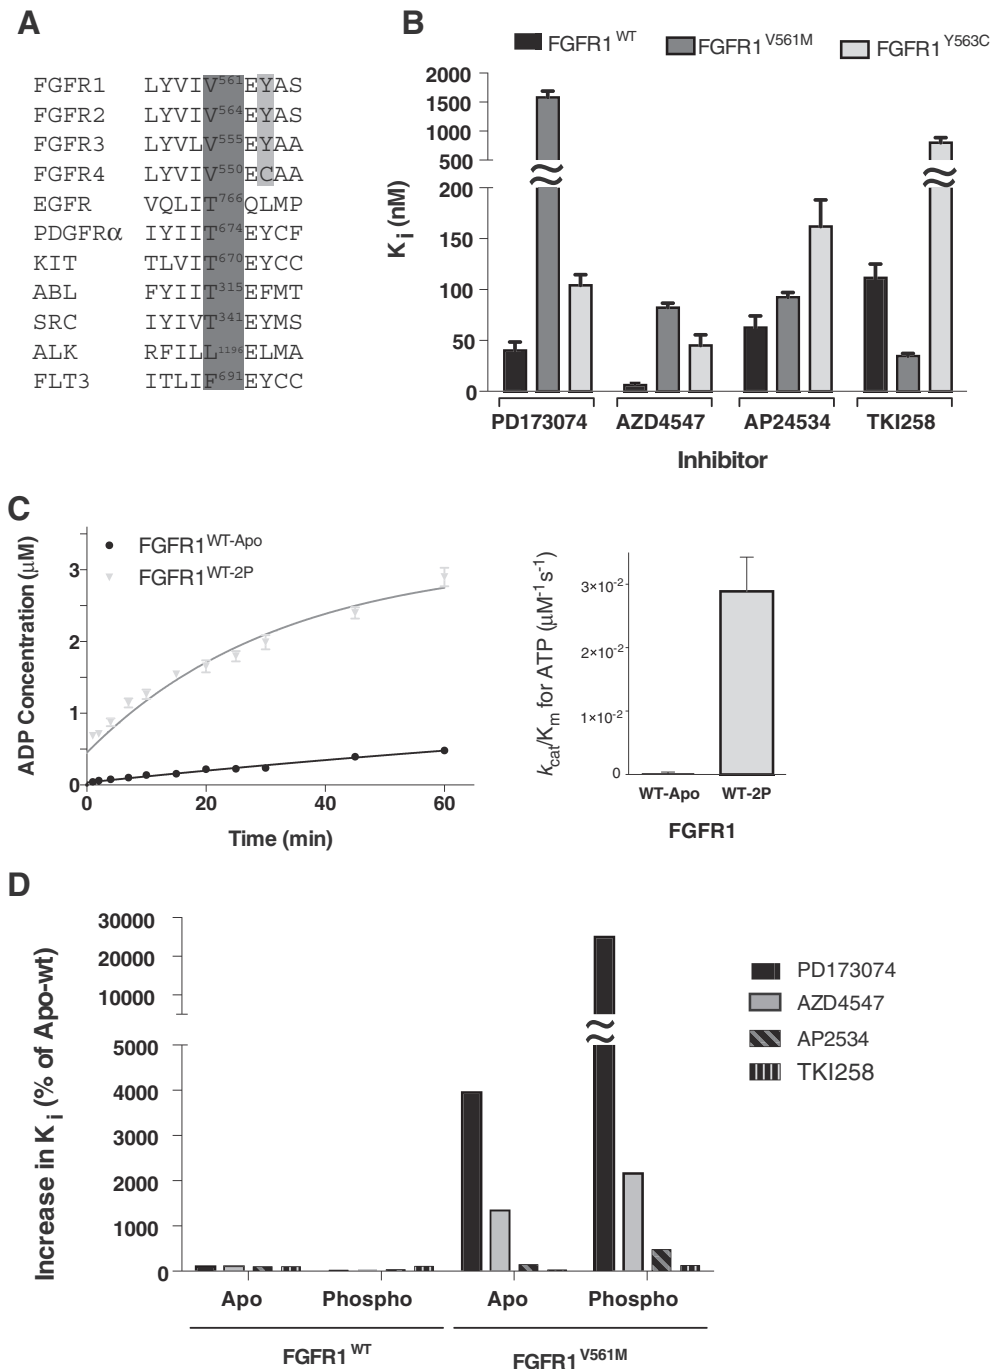 A
FGFR1 LYVIV561EYAS
FGFR2 LYVIV564EYAS
FGFR3 LYVLV555EYAA
FGFR4 LYVIV550ECAA
EGFR VQLIT766QLMP
PDGFRα IYIIT674EYCF
KIT TLVIT670EYCC
ABL FYIIT315EFMT
SRC IYIVT341EYMS
ALK RFILL1196ELMA
FLT3 ITLIF691EYCC
B
FGFR1WT FGFR1V561M FGFR1Y563C
2000
1500
1000
500
200
150
100
50
0
Ki (nM)
PD173074 AZD4547 AP24534 TKI258
Inhibitor
C
FGFR1WT-Apo
FGFR1WT-2P
ADP Concentration (μM)
3
2
1
0
0 20 40 60
Time (min)
kcat/Km for ATP (μM-1s-1)
3×10-2
2×10-2
1×10-2
0
WT-Apo WT-2P
FGFR1
D
Increase in Ki (% of Apo-wt)
30000
20000
10000
5000
4000
3000
2000
1000
0
PD173074
AZD4547
AP2534
TKI258
Apo Phospho Apo Phospho
FGFR1WT FGFR1V561M